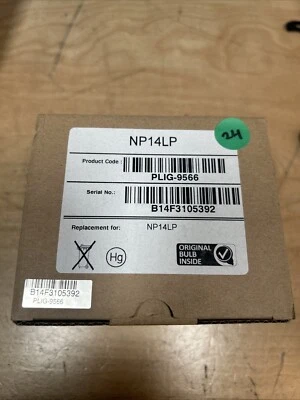 24
NP14LP
Product Code :
PLIG-9566
Serial No.:
B14F3105392
Replacement for: NP14LP
Hg
ORIGINAL
BULB
INSIDE
B14F3105392
PLIG-9566